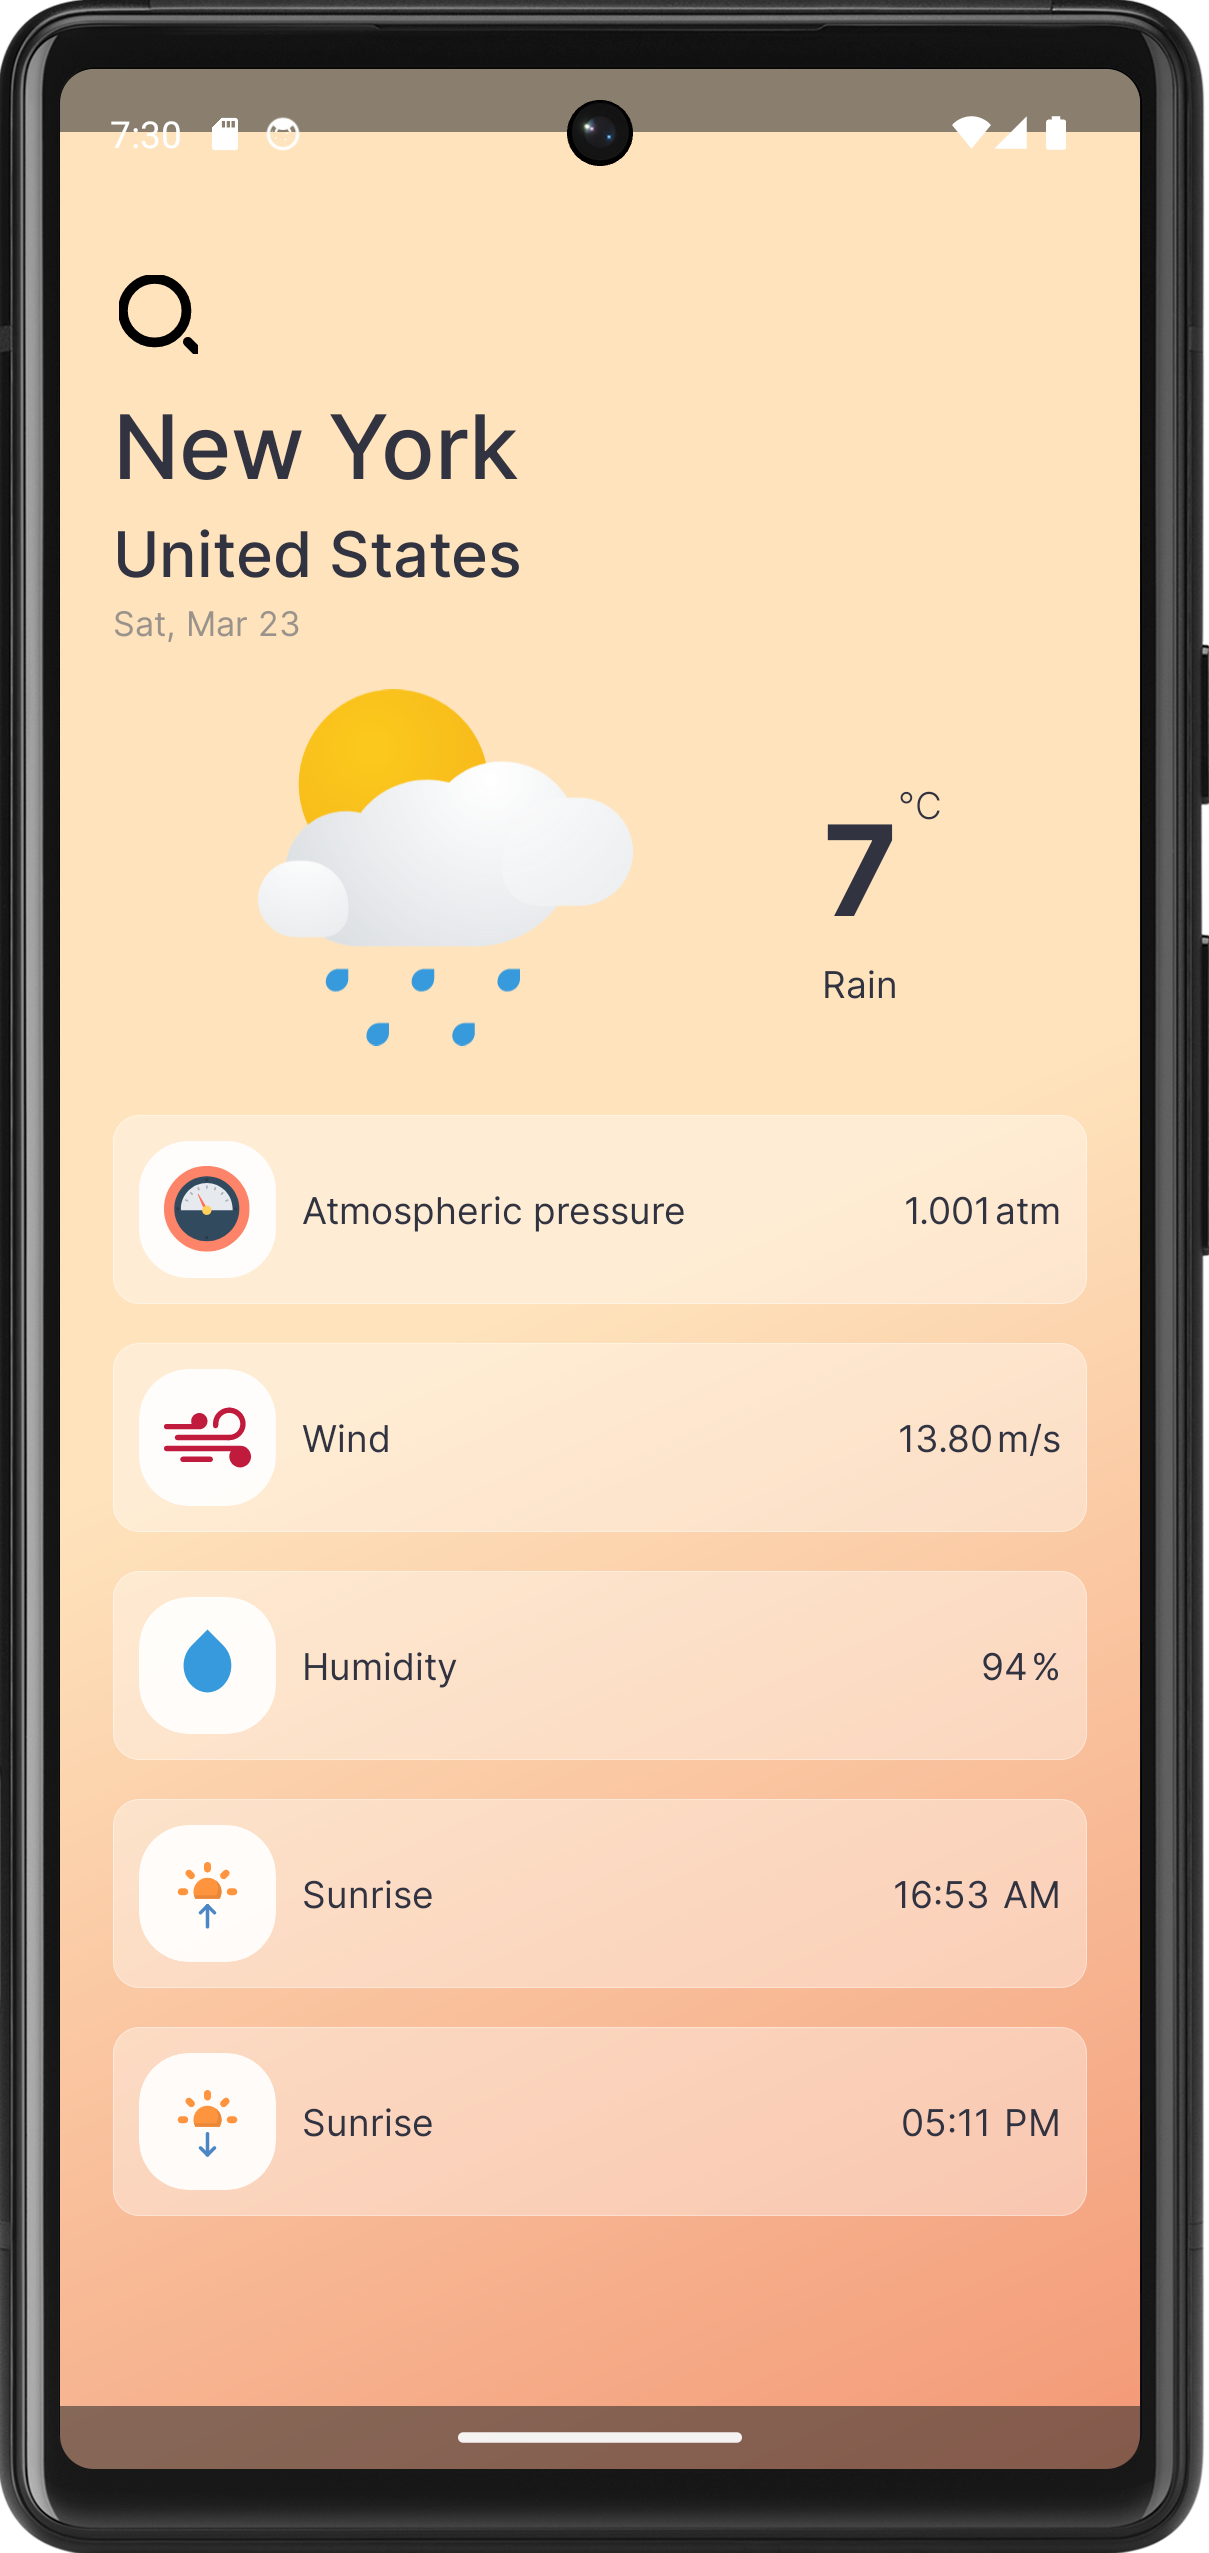 7:30
New York
United States
Sat, Mar 23
°C
7
Rain
Atmospheric pressure 1.001atm
Wind 13.80m/s
Humidity 94%
Sunrise 16:53 AM
Sunrise 05:11 PM